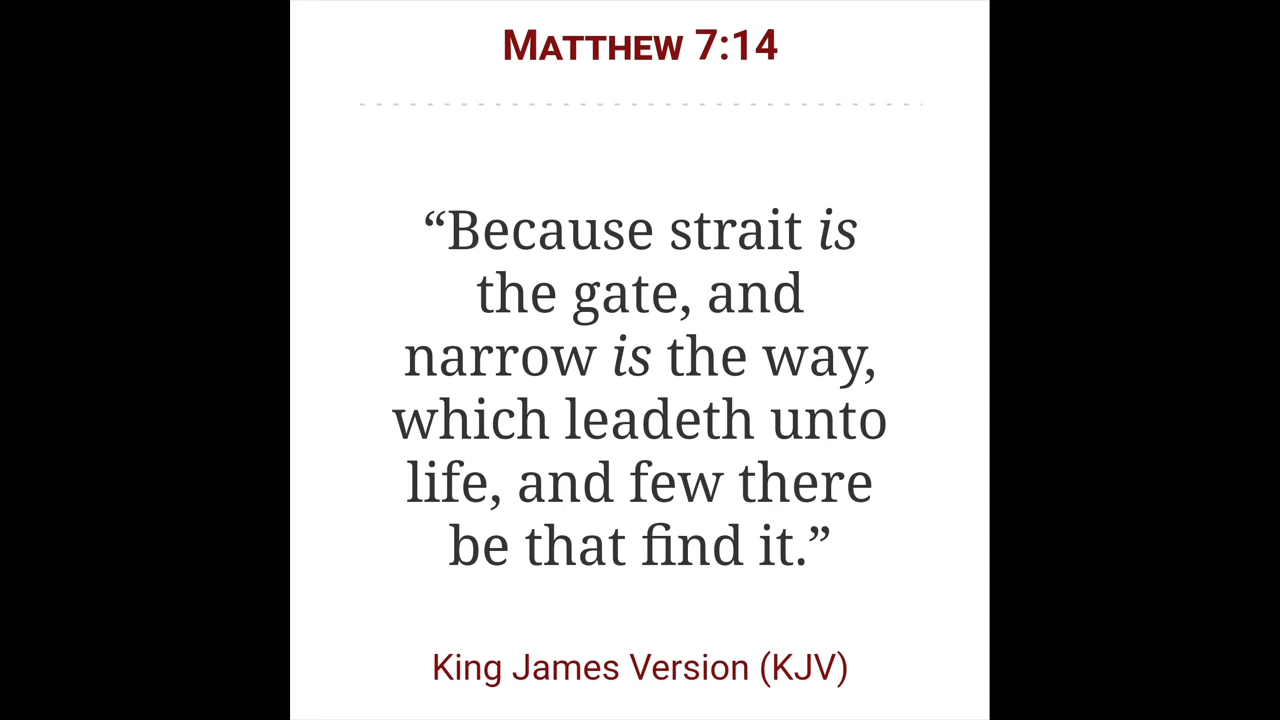 Matthew 7:14
“Because strait is
the gate, and
narrow is the way,
which leadeth unto
life, and few there
be that find it.”
King James Version (KJV)